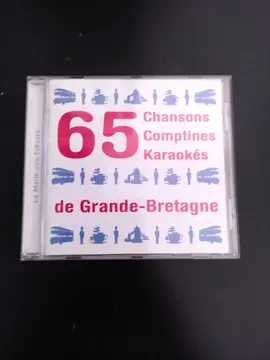 65
Chansons
Comptines
Karaokés
de Grande-Bretagne
La Malle aux Trésors